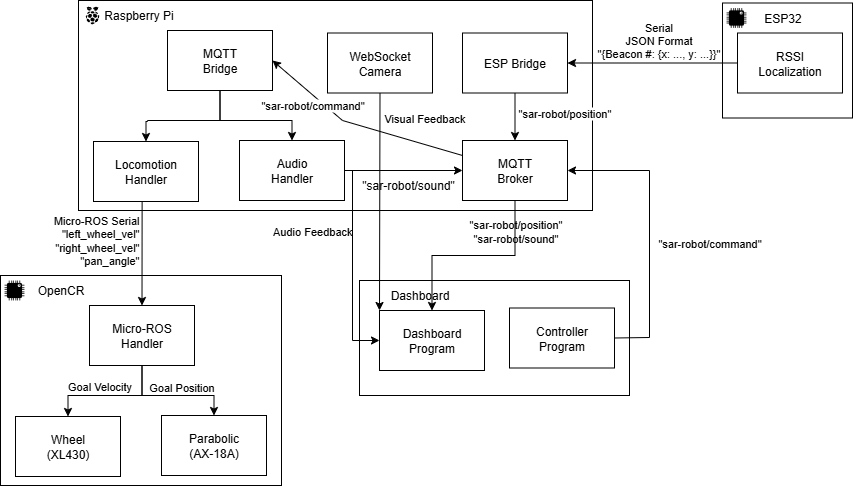 Raspberry Pi
ESP32
MQTT
Bridge
WebSocket
Camera
ESP Bridge
Serial
JSON Format
"{Beacon #: {x: ..., y: ...}}"
RSSI
Localization
"sar-robot/command"
Visual Feedback
"sar-robot/position"
Locomotion
Handler
Audio
Handler
MQTT
Broker
"sar-robot/sound"
Micro-ROS Serial
"left_wheel_vel"
"right_wheel_vel"
"pan_angle"
Audio Feedback
"sar-robot/position"
"sar-robot/sound"
"sar-robot/command"
OpenCR
Dashboard
Micro-ROS
Handler
Dashboard
Program
Controller
Program
Goal Velocity
Goal Position
Wheel
(XL430)
Parabolic
(AX-18A)